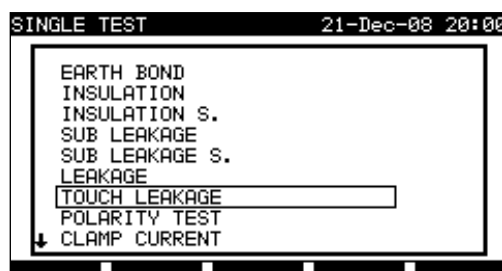 SINGLE TEST 21-Dec-08 20:00
EARTH BOND
INSULATION
INSULATION S.
SUB LEAKAGE
SUB LEAKAGE S.
LEAKAGE
TOUCH LEAKAGE
POLARITY TEST
CLAMP CURRENT